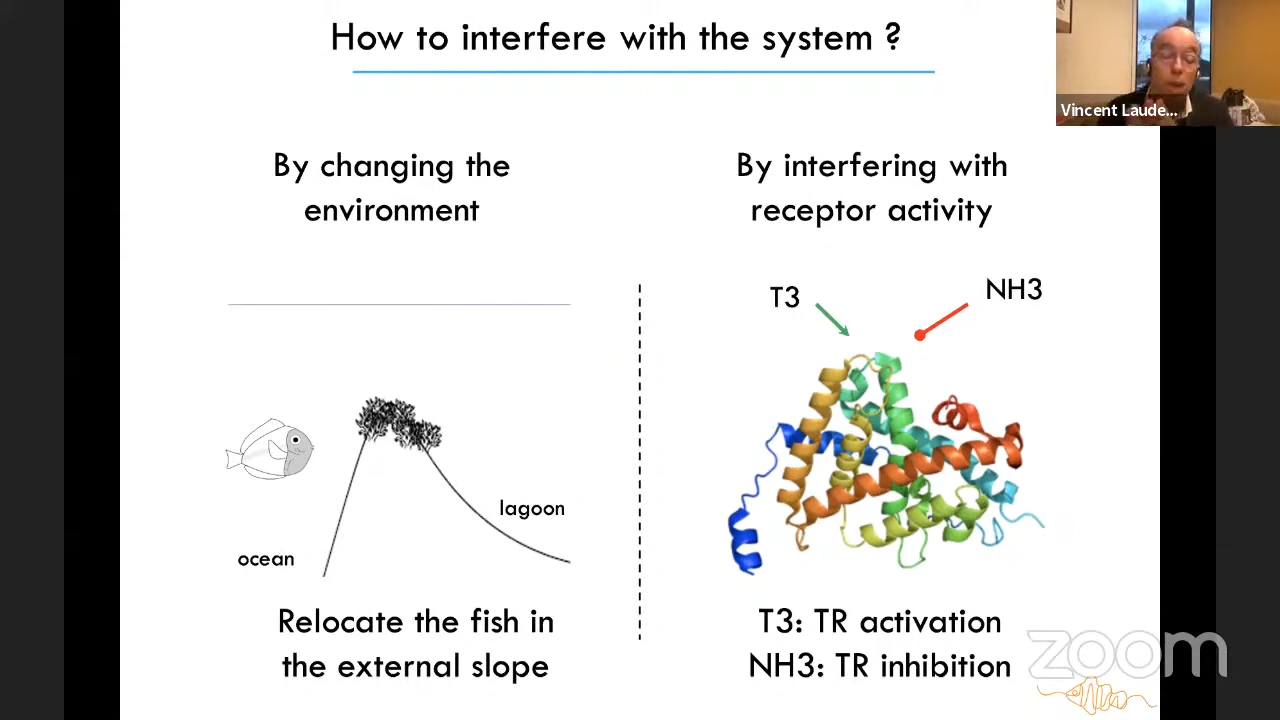 How to interfere with the system ?
Vincent Laude...
By changing the
environment
By interfering with
receptor activity
T3
NH3
lagoon
ocean
Relocate the fish in
the external slope
T3: TR activation
NH3: TR inhibition
zoom